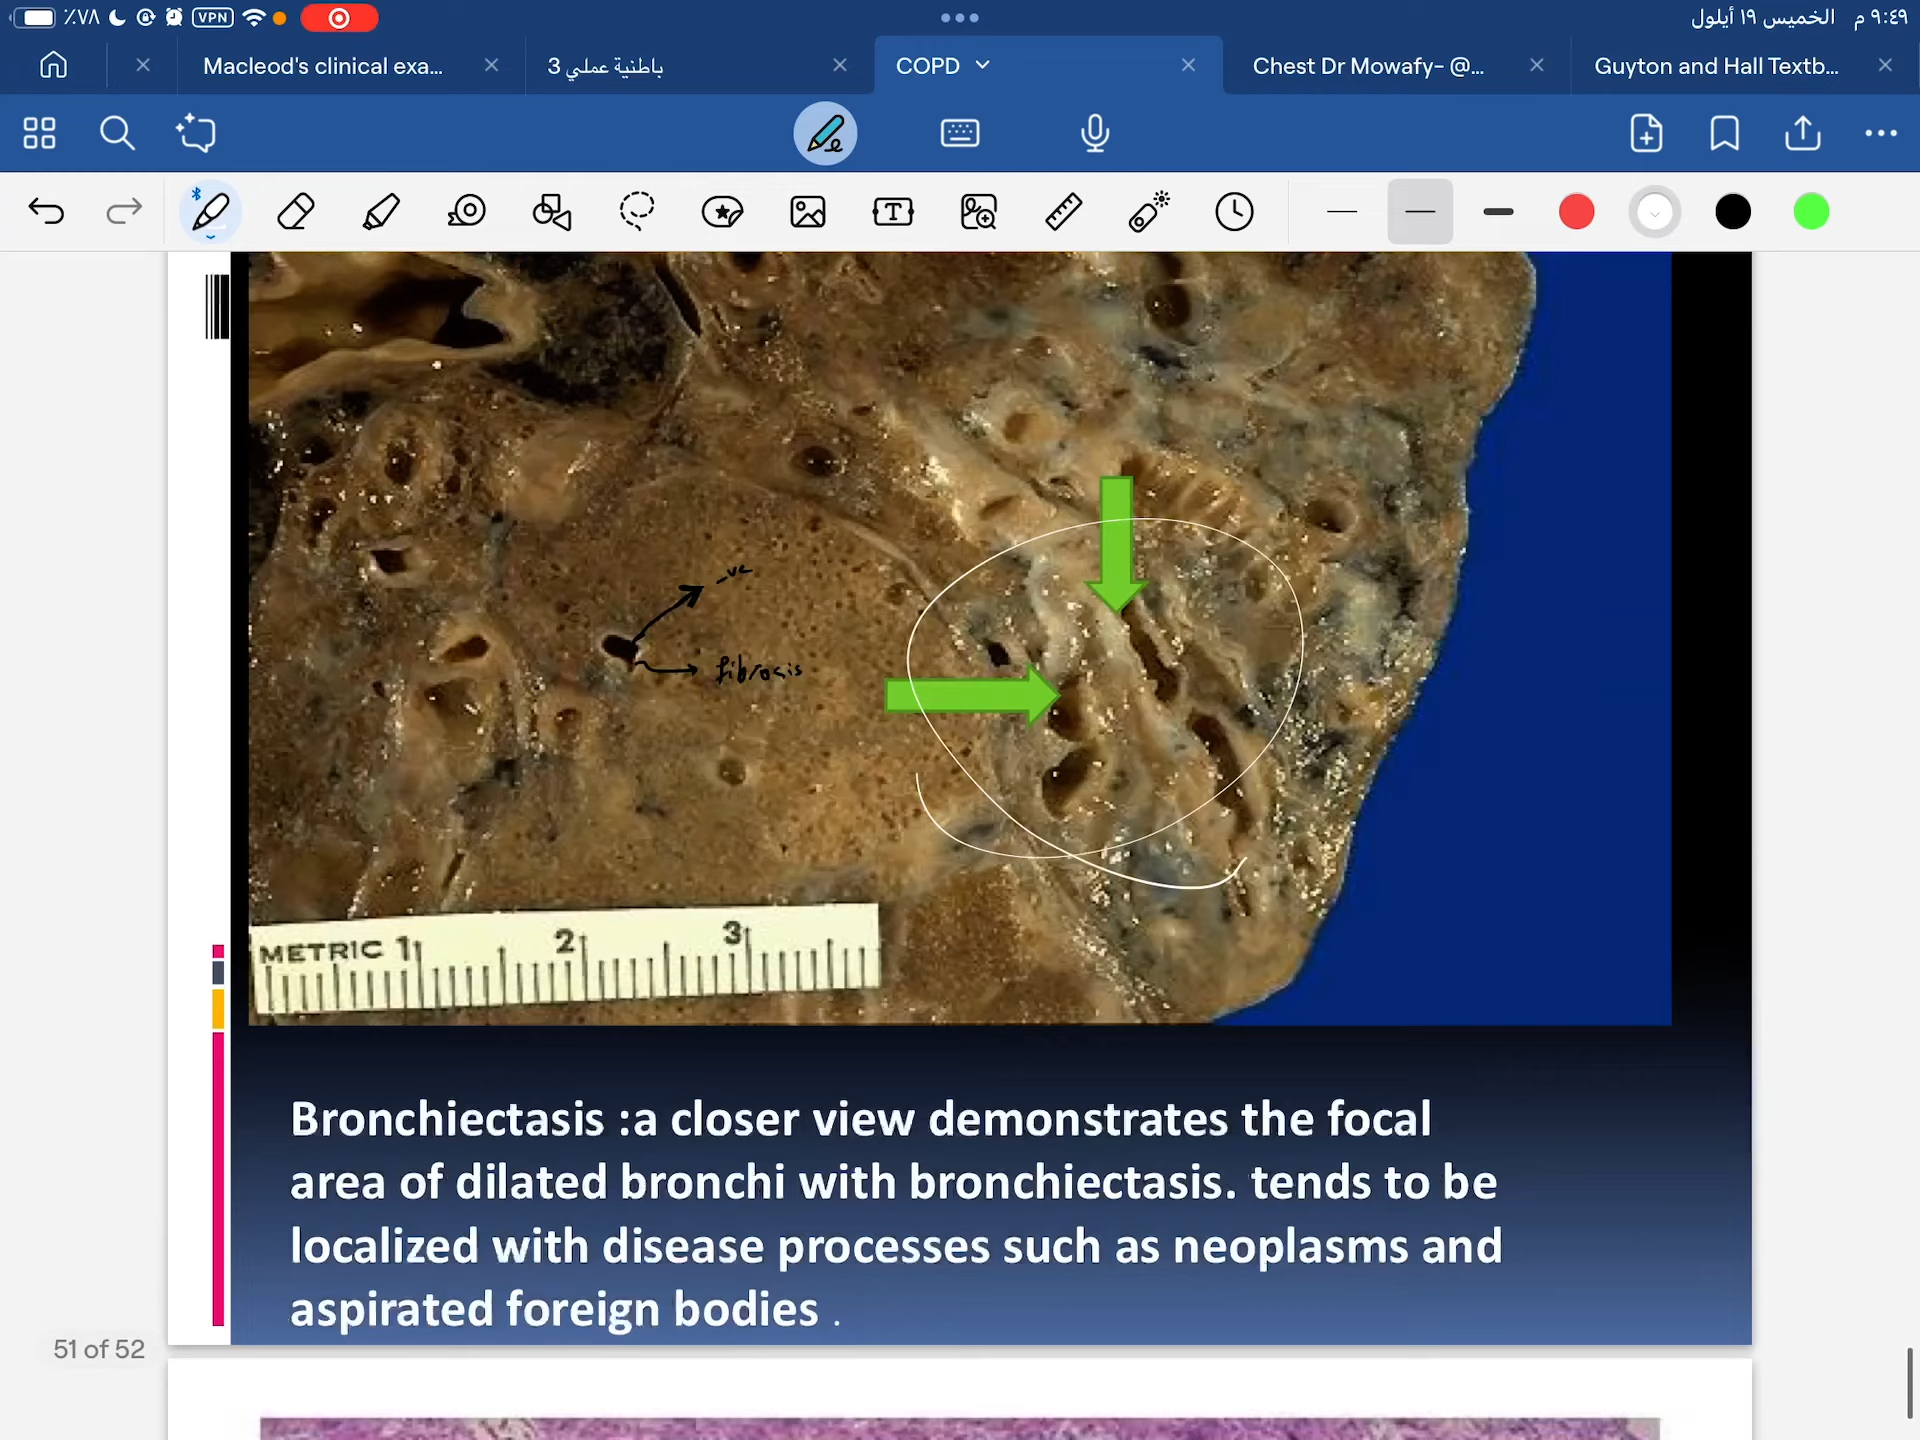 ٪٧٨ VPN ••• ٩:٤٩ م الخميس ١٩ أيلول
Macleod's clinical exa... باطنية عملي 3 COPD Chest Dr Mowafy- @... Guyton and Hall Textb...
-ve
fibrosis
METRIC 1 2 3
Bronchiectasis :a closer view demonstrates the focal
area of dilated bronchi with bronchiectasis. tends to be
localized with disease processes such as neoplasms and
aspirated foreign bodies .
51 of 52